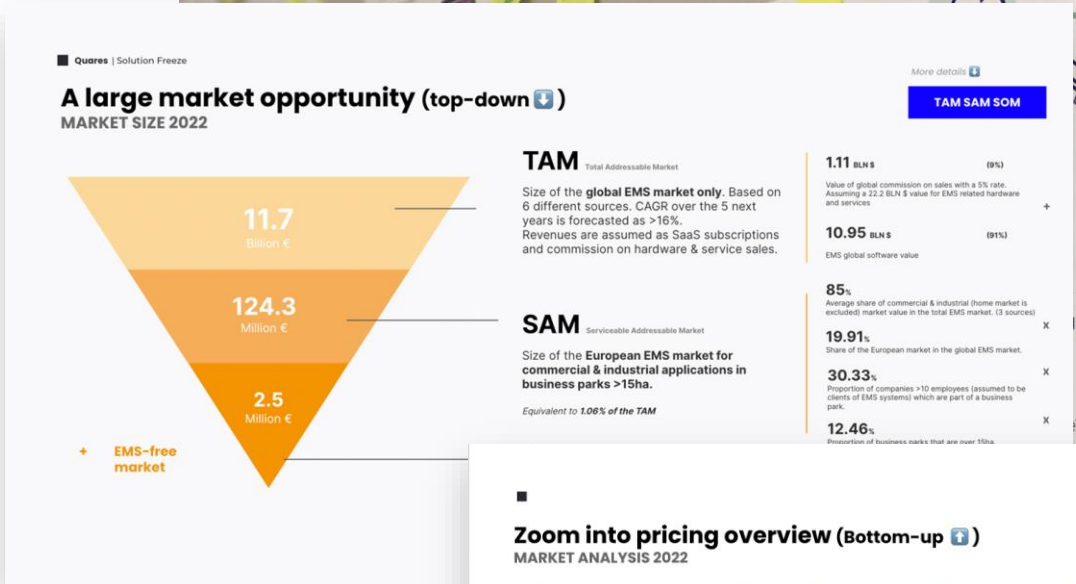 Quares | Solution Freeze
More details ⬇️
A large market opportunity (top-down ⬇️)
MARKET SIZE 2022
TAM SAM SOM
11.7
Billion €
124.3
Million €
2.5
Million €
+ EMS-free
market
TAM Total Addressable Market
Size of the global EMS market only. Based on
6 different sources. CAGR over the 5 next
years is forecasted as >16%.
Revenues are assumed as SaaS subscriptions
and commission on hardware & service sales.
1.11 BLN $ (9%)
Value of global commission on sales with a 5% rate.
Assuming a 22.2 BLN $ value for EMS related hardware
and services
+
10.95 BLN $ (91%)
EMS global software value
SAM Serviceable Addressable Market
Size of the European EMS market for
commercial & industrial applications in
business parks >15ha.
Equivalent to 1.06% of the TAM
85%
Average share of commercial & industrial (home market is
excluded) market value in the total EMS market. (3 sources)
X
19.91%
Share of the European market in the global EMS market.
X
30.33%
Proportion of companies >10 employees (assumed to be
clients of EMS systems) which are part of a business
park.
X
12.46%
Proportion of business parks that are over 15ha.
Zoom into pricing overview (Bottom-up ⬆️)
MARKET ANALYSIS 2022